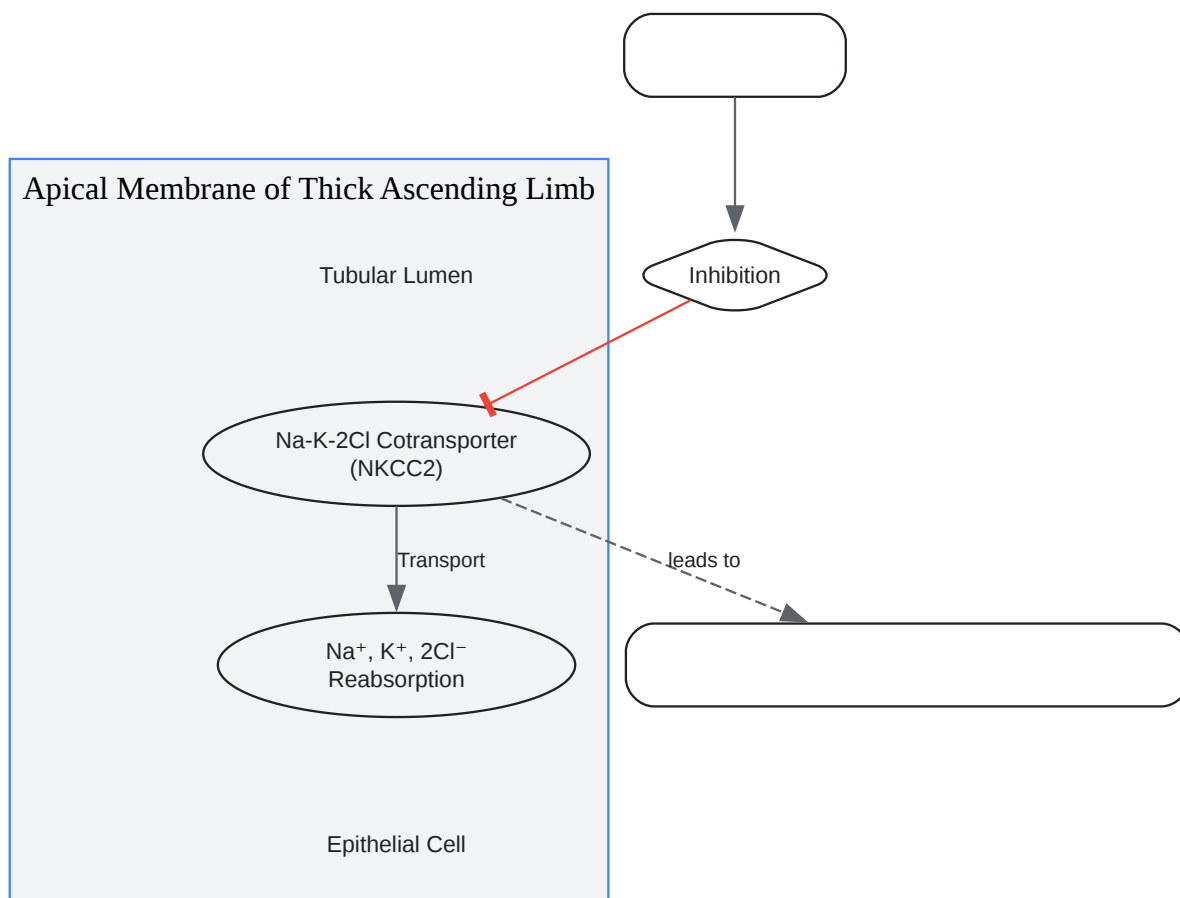 Apical Membrane of Thick Ascending Limb
Tubular Lumen
Inhibition
Na-K-2Cl Cotransporter
(NKCC2)
Transport
leads to
Na⁺, K⁺, 2Cl⁻
Reabsorption
Epithelial Cell